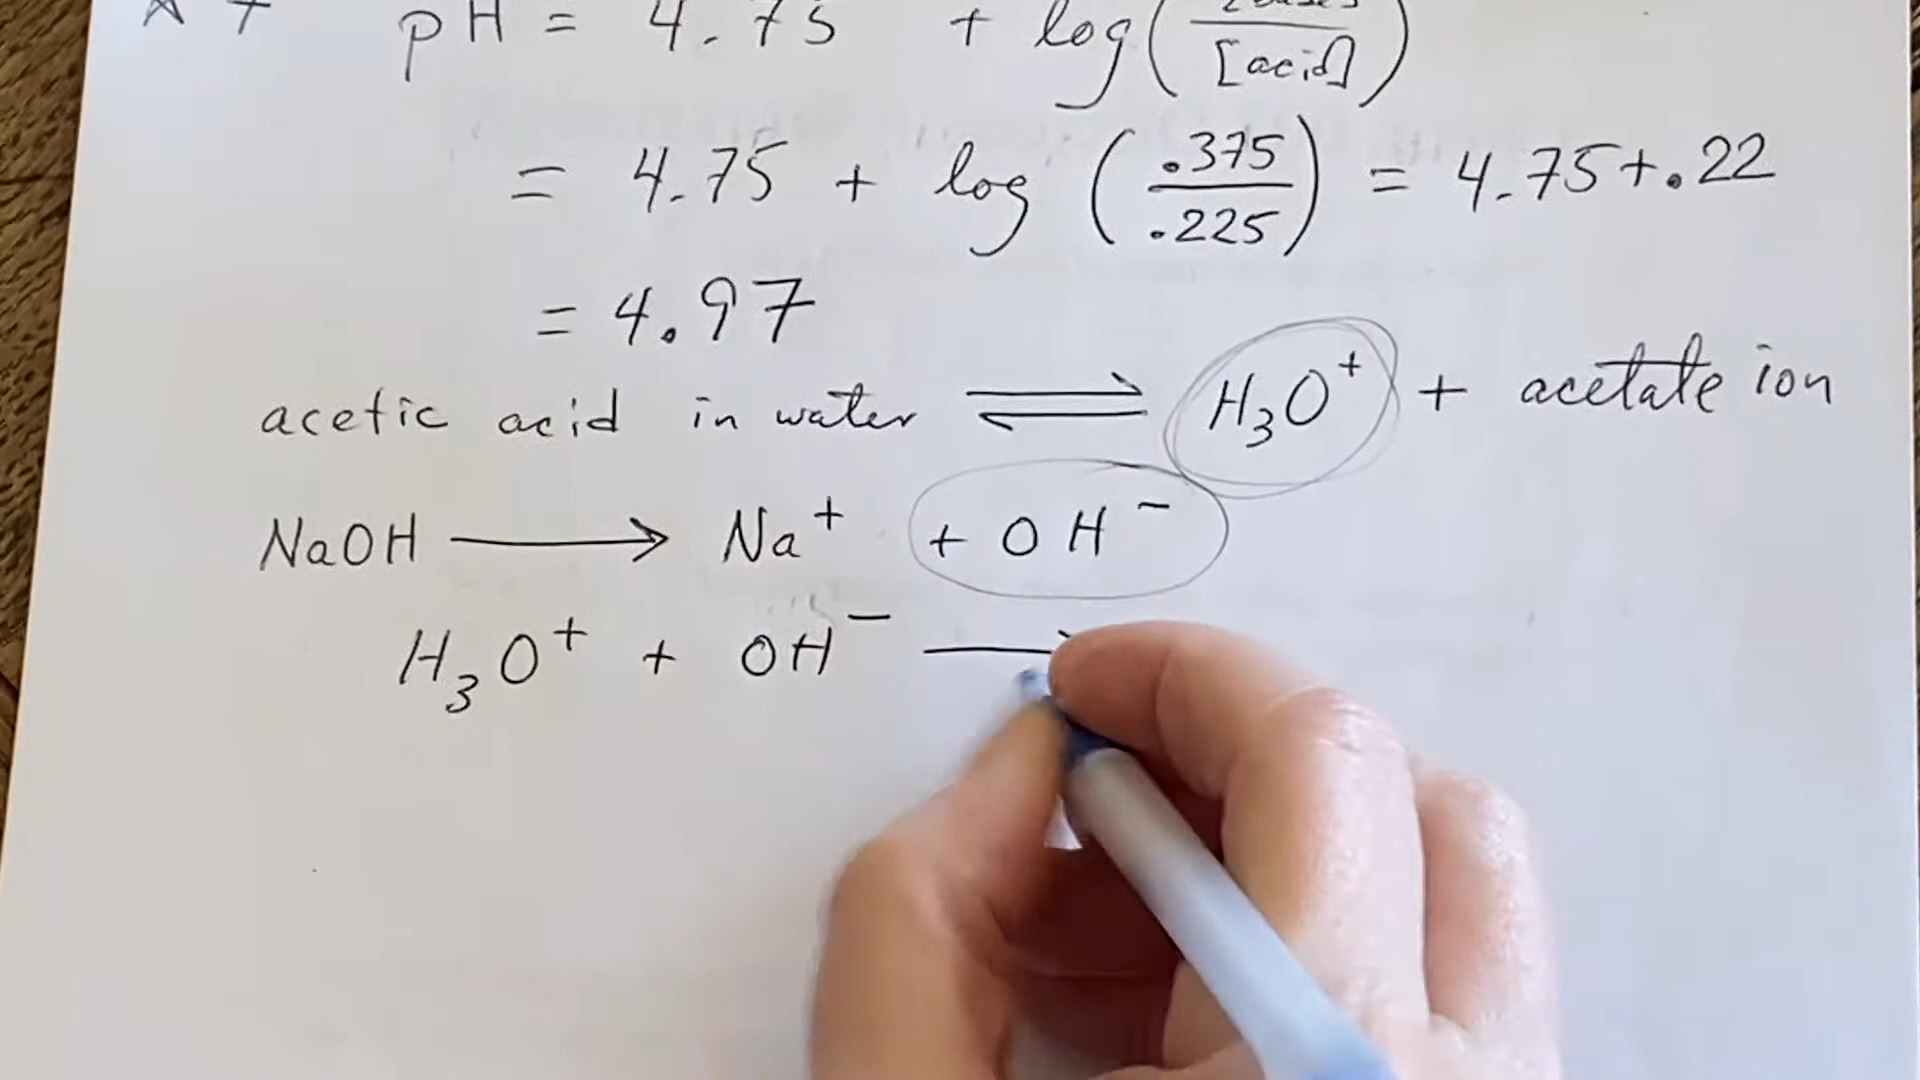 pH = 4.75 + log([base]/[acid])
= 4.75 + log(.375/.225) = 4.75+.22
= 4.97
acetic acid in water ⇌ H₃O⁺ + acetate ion
NaOH → Na⁺ + OH⁻
H₃O⁺ + OH⁻ →